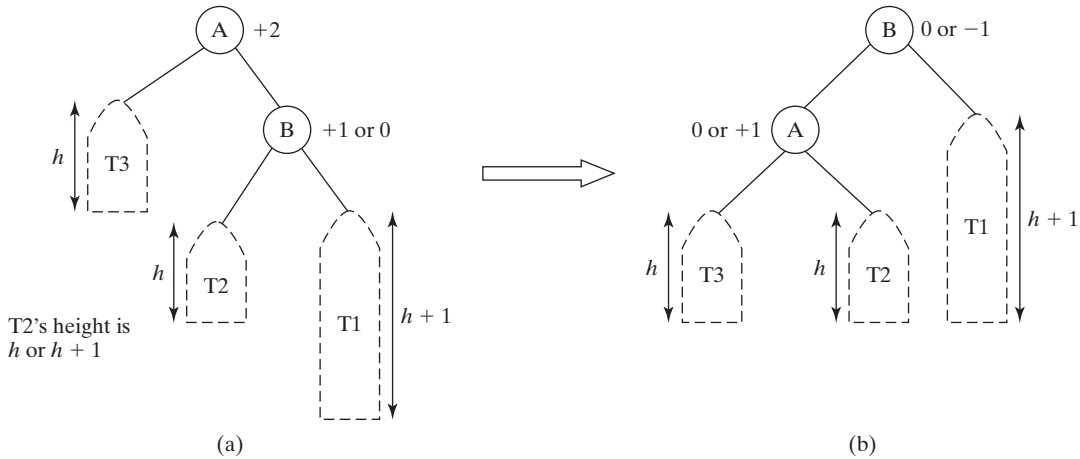 A +2
B 0 or −1
B +1 or 0
0 or +1 A
h
T3
h
T2
T1
h + 1
T2's height is
h or h + 1
h
T3
h
T2
T1
h + 1
(a)
(b)